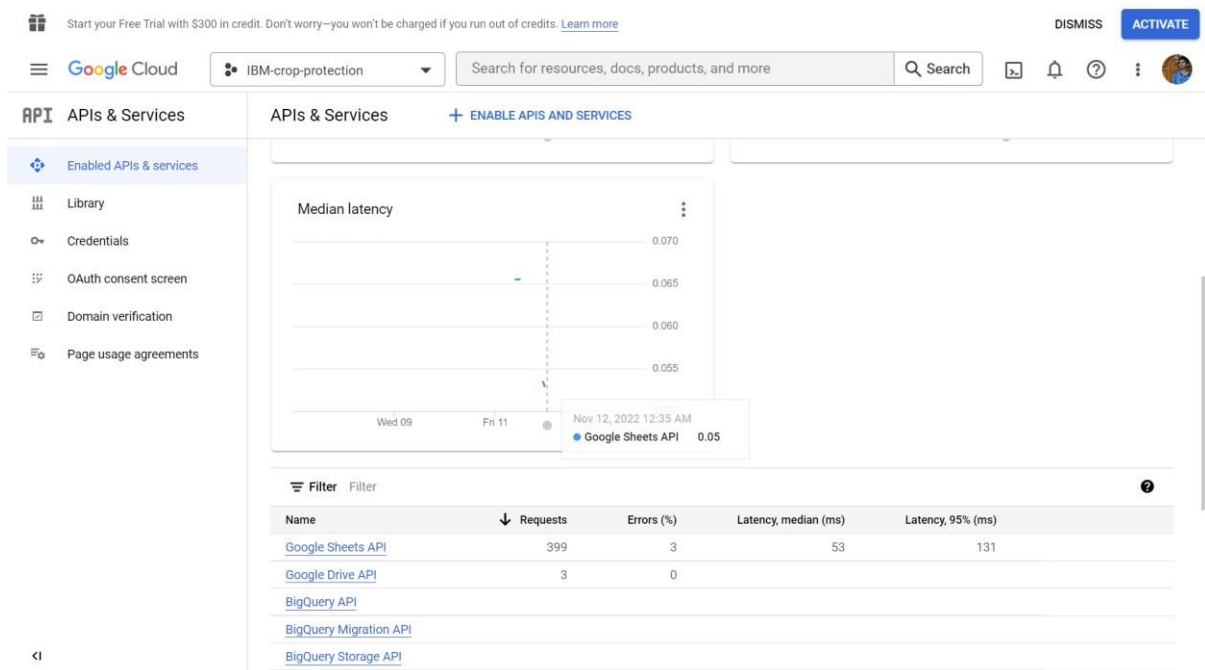 Start your Free Trial with $300 in credit. Don't worry—you won't be charged if you run out of credits. Learn more
DISMISS
ACTIVATE
Google Cloud
IBM-crop-protection
Search for resources, docs, products, and more
Search
API APIs & Services
APIs & Services
+ ENABLE APIS AND SERVICES
Enabled APIs & services
Library
Credentials
OAuth consent screen
Domain verification
Page usage agreements
Median latency
0.070
0.065
0.060
0.055
Wed 09
Fri 11
Nov 12, 2022 12:35 AM
Google Sheets API 0.05
Filter Filter
Name Requests Errors (%) Latency, median (ms) Latency, 95% (ms)
Google Sheets API 399 3 53 131
Google Drive API 3 0
BigQuery API
BigQuery Migration API
BigQuery Storage API